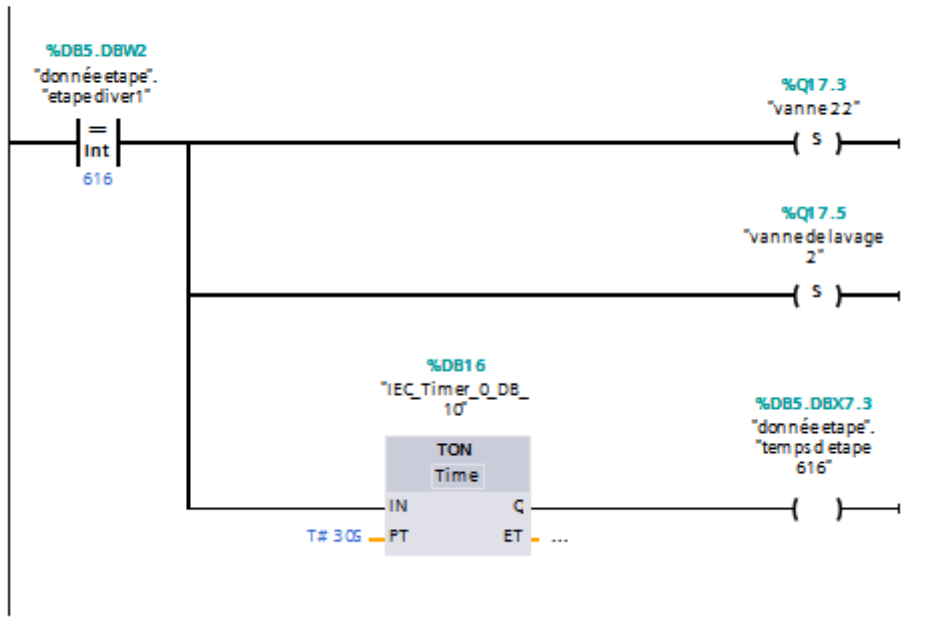 %DB5.DBW2
"donnée etape".
"etape diver1"
=
Int
616
%Q17.3
"vanne 22"
( S )
%Q17.5
"vanne de lavage
2"
( S )
%DB16
"IEC_Timer_0_DB_
10"
TON
Time
IN Q
T# 30S PT ET ...
%DB5.DBX7.3
"donnée etape".
"temps d etape
616"
( )